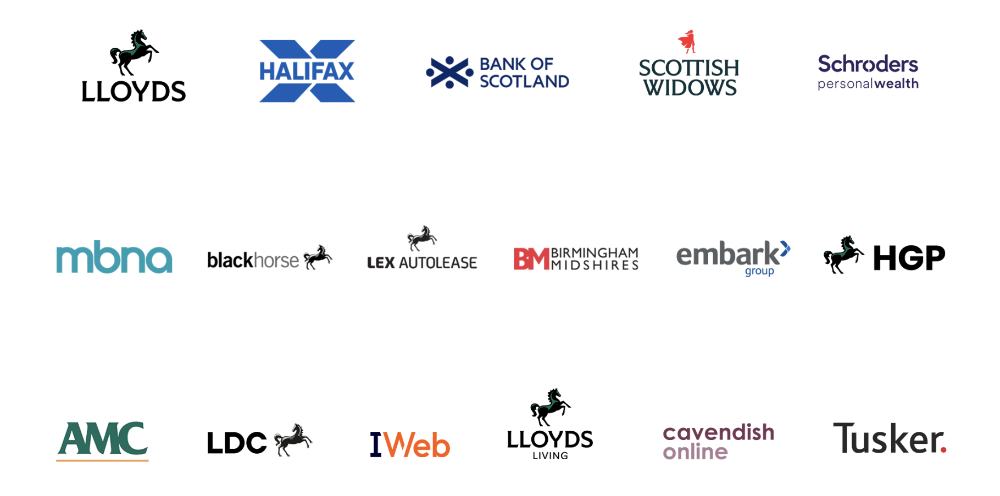 LLOYDS
HALIFAX
BANK OF
SCOTLAND
SCOTTISH
WIDOWS
Schroders
personalwealth
mbna
blackhorse
LEX AUTOLEASE
BM
BIRMINGHAM
MIDSHIRES
embark
group
HGP
AMC
LDC
IWeb
LLOYDS
LIVING
cavendish
online
Tusker.